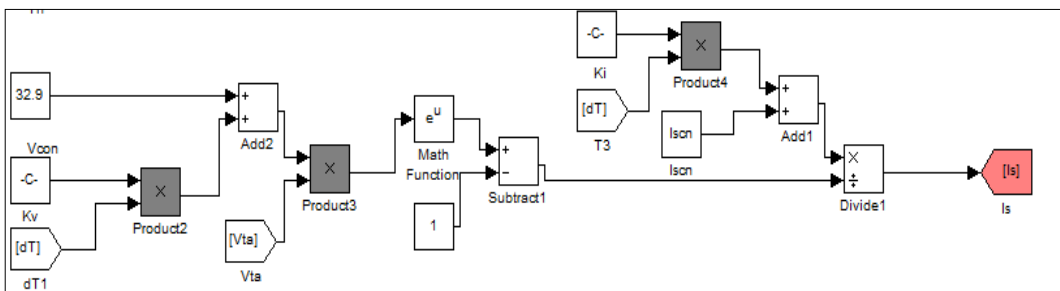 -C-
Ki
X
Product4
[dT]
T3
+
+
Add1
Iscn
Iscn
32.9
Vcon
+
+
Add2
-C-
Kv
X
Product2
[dT]
dT1
X
Product3
[Vta]
Vta
e^u
Math
Function
1
+
−
Subtract1
×
÷
Divide1
[Is]
Is